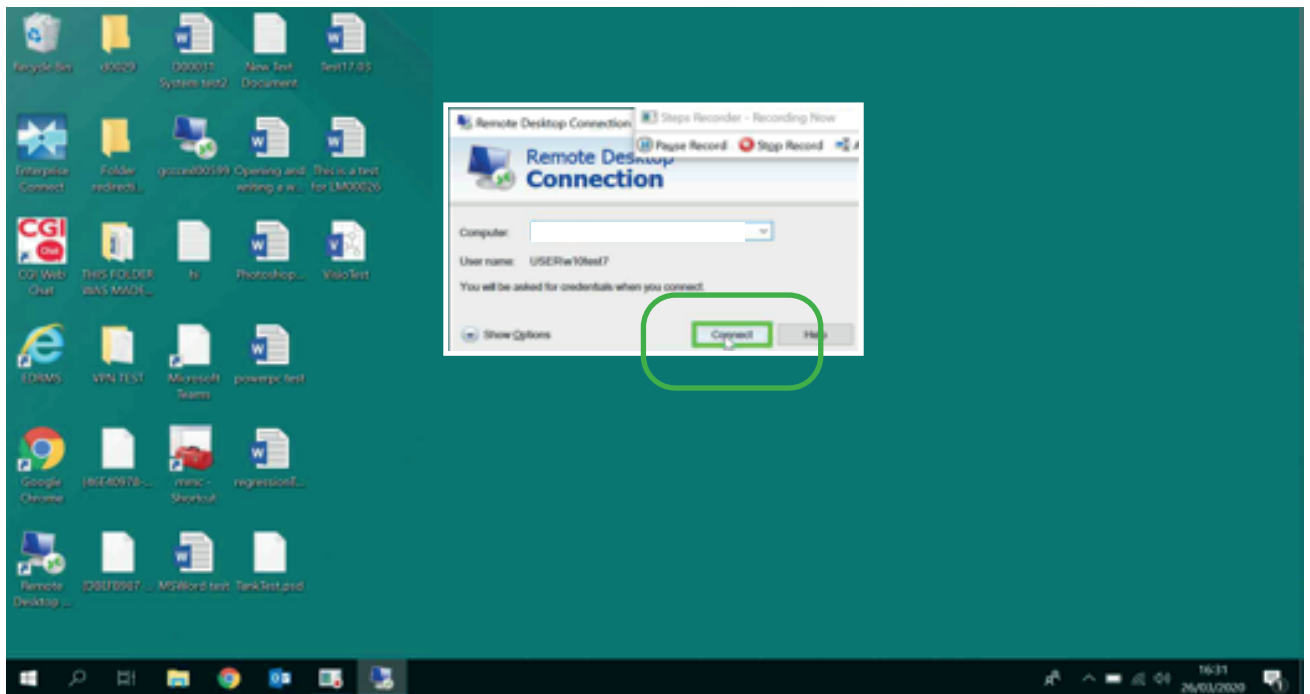 Recycle Bin
d0029
D00031 System test2
New Text Document
Test17.03
Enterprise Connect
Folder redirecti...
Opening and writing a w...
This is a test for LM00026
CGI
Chat
CGI Web Chat
THIS FOLDER WAS MADE...
hi
Photoshop...
VisioTest
EDRMS
VPN TEST
Microsoft Teams
powerpc test
Google Chrome
mmc - Shortcut
regressionT...
Remote Desktop ...
MSWord test
TankTest.psd
Remote Desktop Connection
Steps Recorder - Recording Now
Pause Record
Stop Record
A
Remote Desktop
Connection
Computer:
User name: USER\w10test7
You will be asked for credentials when you connect.
Show Options
Connect
Help
16:31
26/03/2020